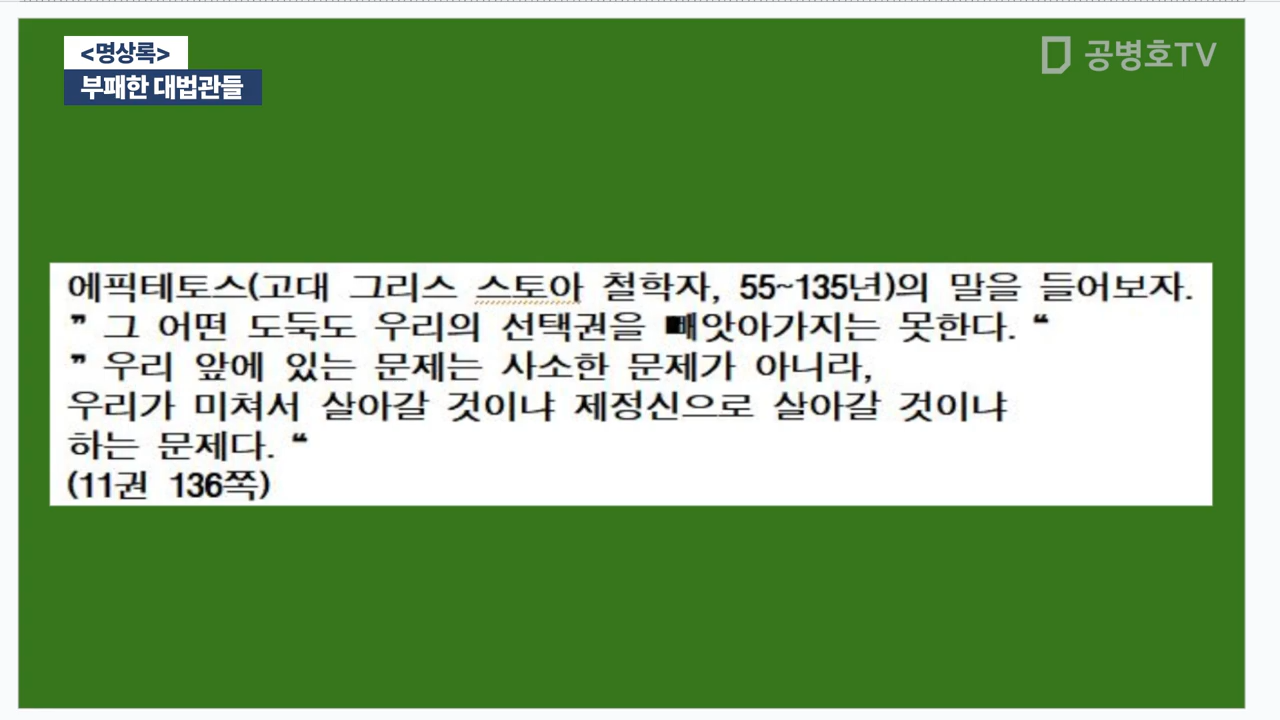 <명상록>
부패한 대법관들
공병호TV
에픽테토스(고대 그리스 스토아 철학자, 55~135년)의 말을 들어보자.
” 그 어떤 도둑도 우리의 선택권을 빼앗아가지는 못한다. “
” 우리 앞에 있는 문제는 사소한 문제가 아니라,
우리가 미쳐서 살아갈 것이냐 제정신으로 살아갈 것이냐
하는 문제다. “
(11권 136쪽)